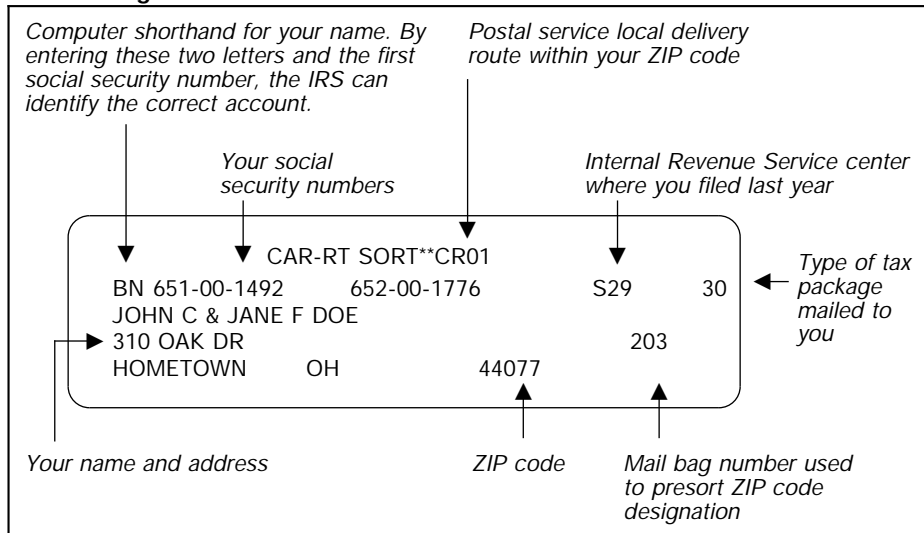 Computer shorthand for your name. By
entering these two letters and the first
social security number, the IRS can
identify the correct account.
Postal service local delivery
route within your ZIP code
Your social
security numbers
Internal Revenue Service center
where you filed last year
CAR-RT SORT**CR01
BN 651-00-1492 652-00-1776 S29 30
JOHN C & JANE F DOE
310 OAK DR 203
HOMETOWN OH 44077
Type of tax
package
mailed to
you
Your name and address
ZIP code
Mail bag number used
to presort ZIP code
designation